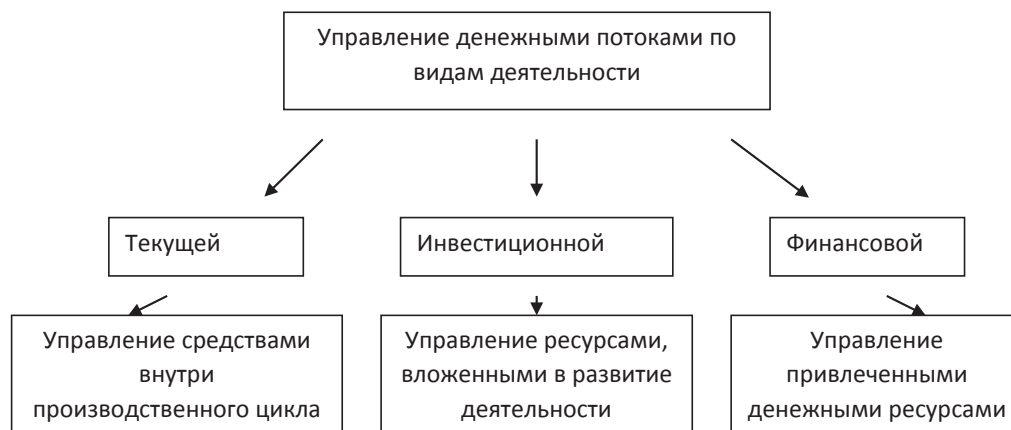 Управление денежными потоками по
видам деятельности
Текущей
Инвестиционной
Финансовой
Управление средствами
внутри
производственного цикла
Управление ресурсами,
вложенными в развитие
деятельности
Управление
привлеченными
денежными ресурсами